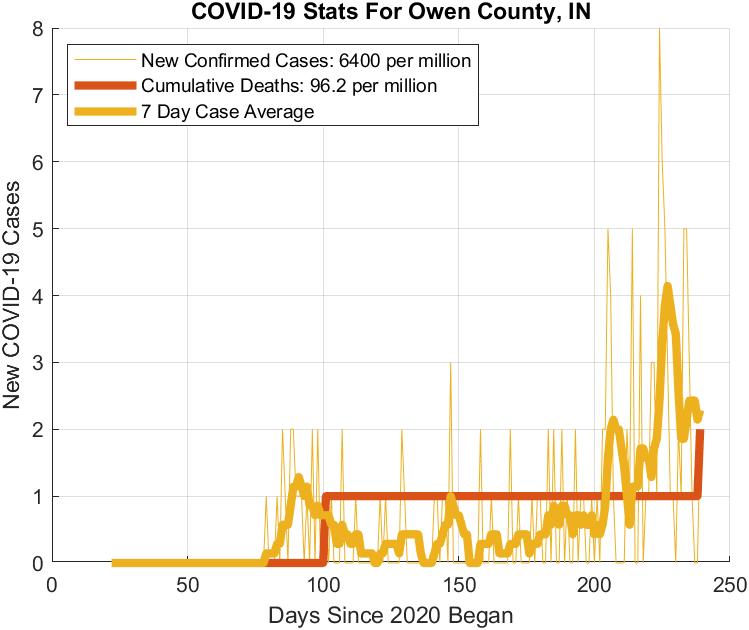 COVID-19 Stats For Owen County, IN
8
7
6
5
4
3
2
1
0
New COVID-19 Cases
New Confirmed Cases: 6400 per million
Cumulative Deaths: 96.2 per million
7 Day Case Average
0 50 100 150 200 250
Days Since 2020 Began